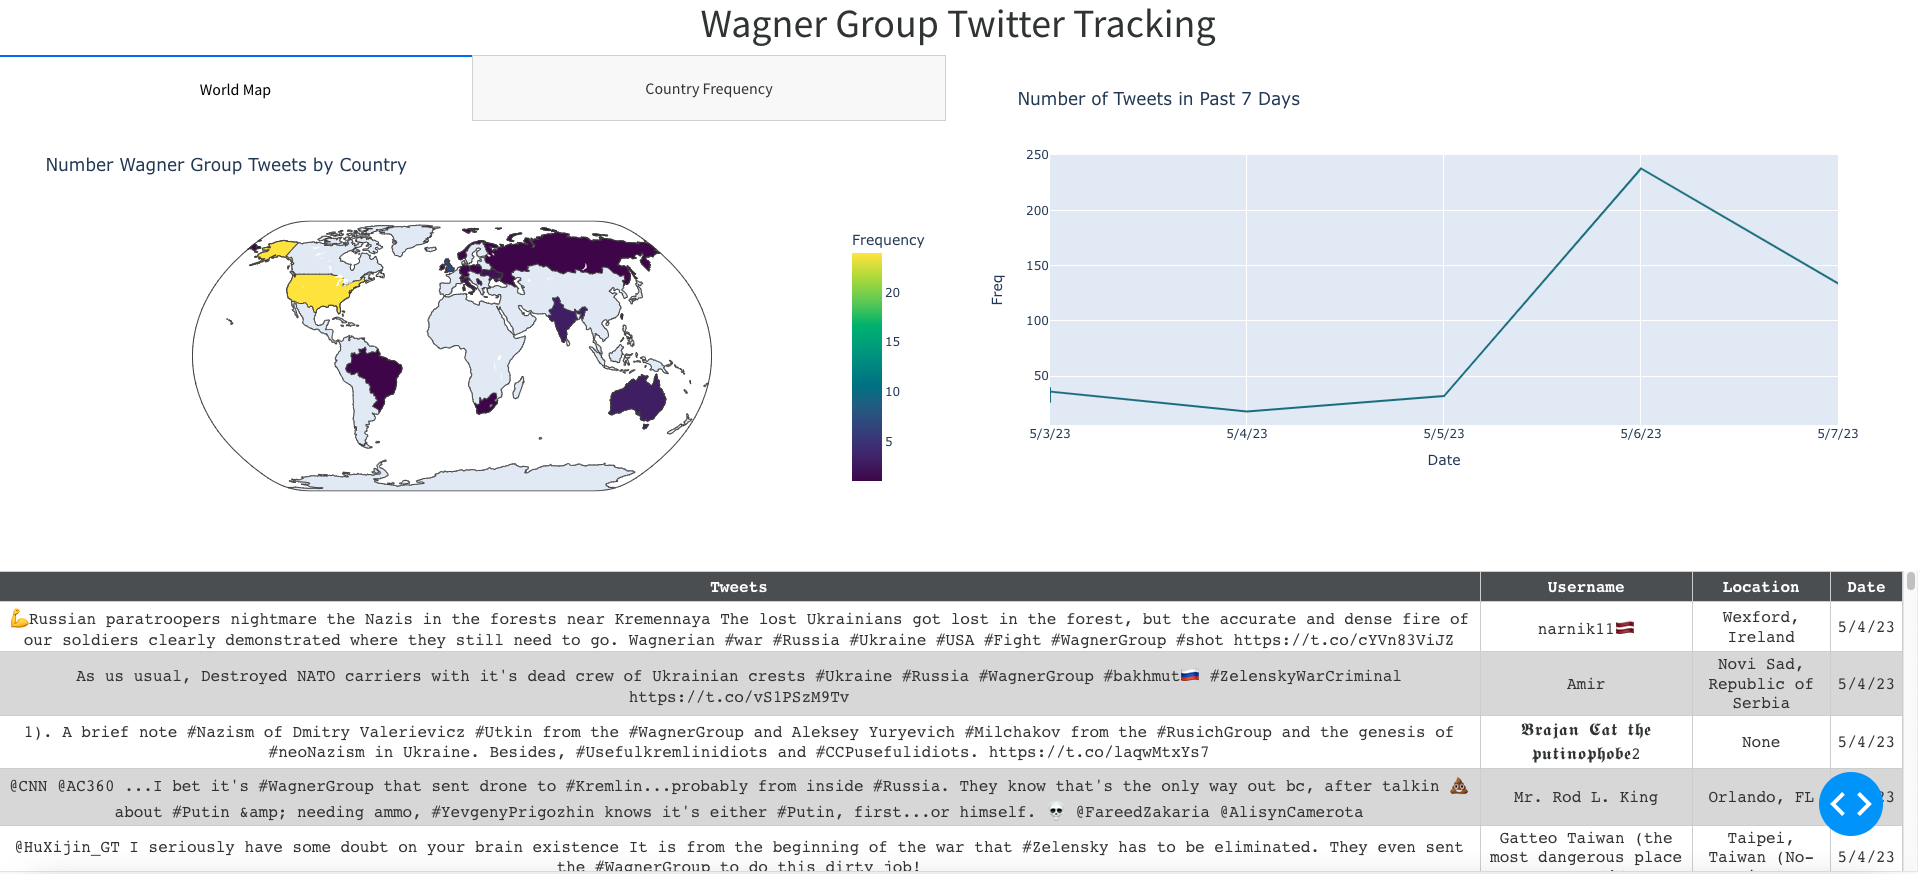 Wagner Group Twitter Tracking
World Map
Country Frequency
Number Wagner Group Tweets by Country
Frequency
20
15
10
5
Number of Tweets in Past 7 Days
250
200
150
100
50
Freq
5/3/23
5/4/23
5/5/23
5/6/23
5/7/23
Date
Tweets
Username
Location
Date
💪Russian paratroopers nightmare the Nazis in the forests near Kremennaya The lost Ukrainians got lost in the forest, but the accurate and dense fire of
our soldiers clearly demonstrated where they still need to go. Wagnerian #war #Russia #Ukraine #USA #Fight #WagnerGroup #shot https://t.co/cYVn83ViJZ
narnik11🇱🇻
Wexford,
Ireland
5/4/23
As us usual, Destroyed NATO carriers with it's dead crew of Ukrainian crests #Ukraine #Russia #WagnerGroup #bakhmut🇷🇺 #ZelenskyWarCriminal
https://t.co/vS1PSzM9Tv
Amir
Novi Sad,
Republic of
Serbia
5/4/23
1). A brief note #Nazism of Dmitry Valerievicz #Utkin from the #WagnerGroup and Aleksey Yuryevich #Milchakov from the #RusichGroup and the genesis of
#neoNazism in Ukraine. Besides, #Usefulkremlinidiots and #CCPusefulidiots. https://t.co/laqwMtxYs7
𝕭𝖗𝖆𝖏𝖆𝖓 𝕮𝖆𝖙 𝖙𝖍𝖊
𝖕𝖚𝖙𝖎𝖓𝖔𝖕𝖍𝖔𝖇𝖊2
None
5/4/23
@CNN @AC360 ...I bet it's #WagnerGroup that sent drone to #Kremlin...probably from inside #Russia. They know that's the only way out bc, after talkin 💩
about #Putin &amp; needing ammo, #YevgenyPrigozhin knows it's either #Putin, first...or himself. 💀 @FareedZakaria @AlisynCamerota
Mr. Rod L. King
Orlando, FL
@HuXijin_GT I seriously have some doubt on your brain existence It is from the beginning of the war that #Zelensky has to be eliminated. They even sent
the #WagnerGroup to do this dirty job!
Gatteo Taiwan (the
most dangerous place
Taipei,
Taiwan (No-
5/4/23